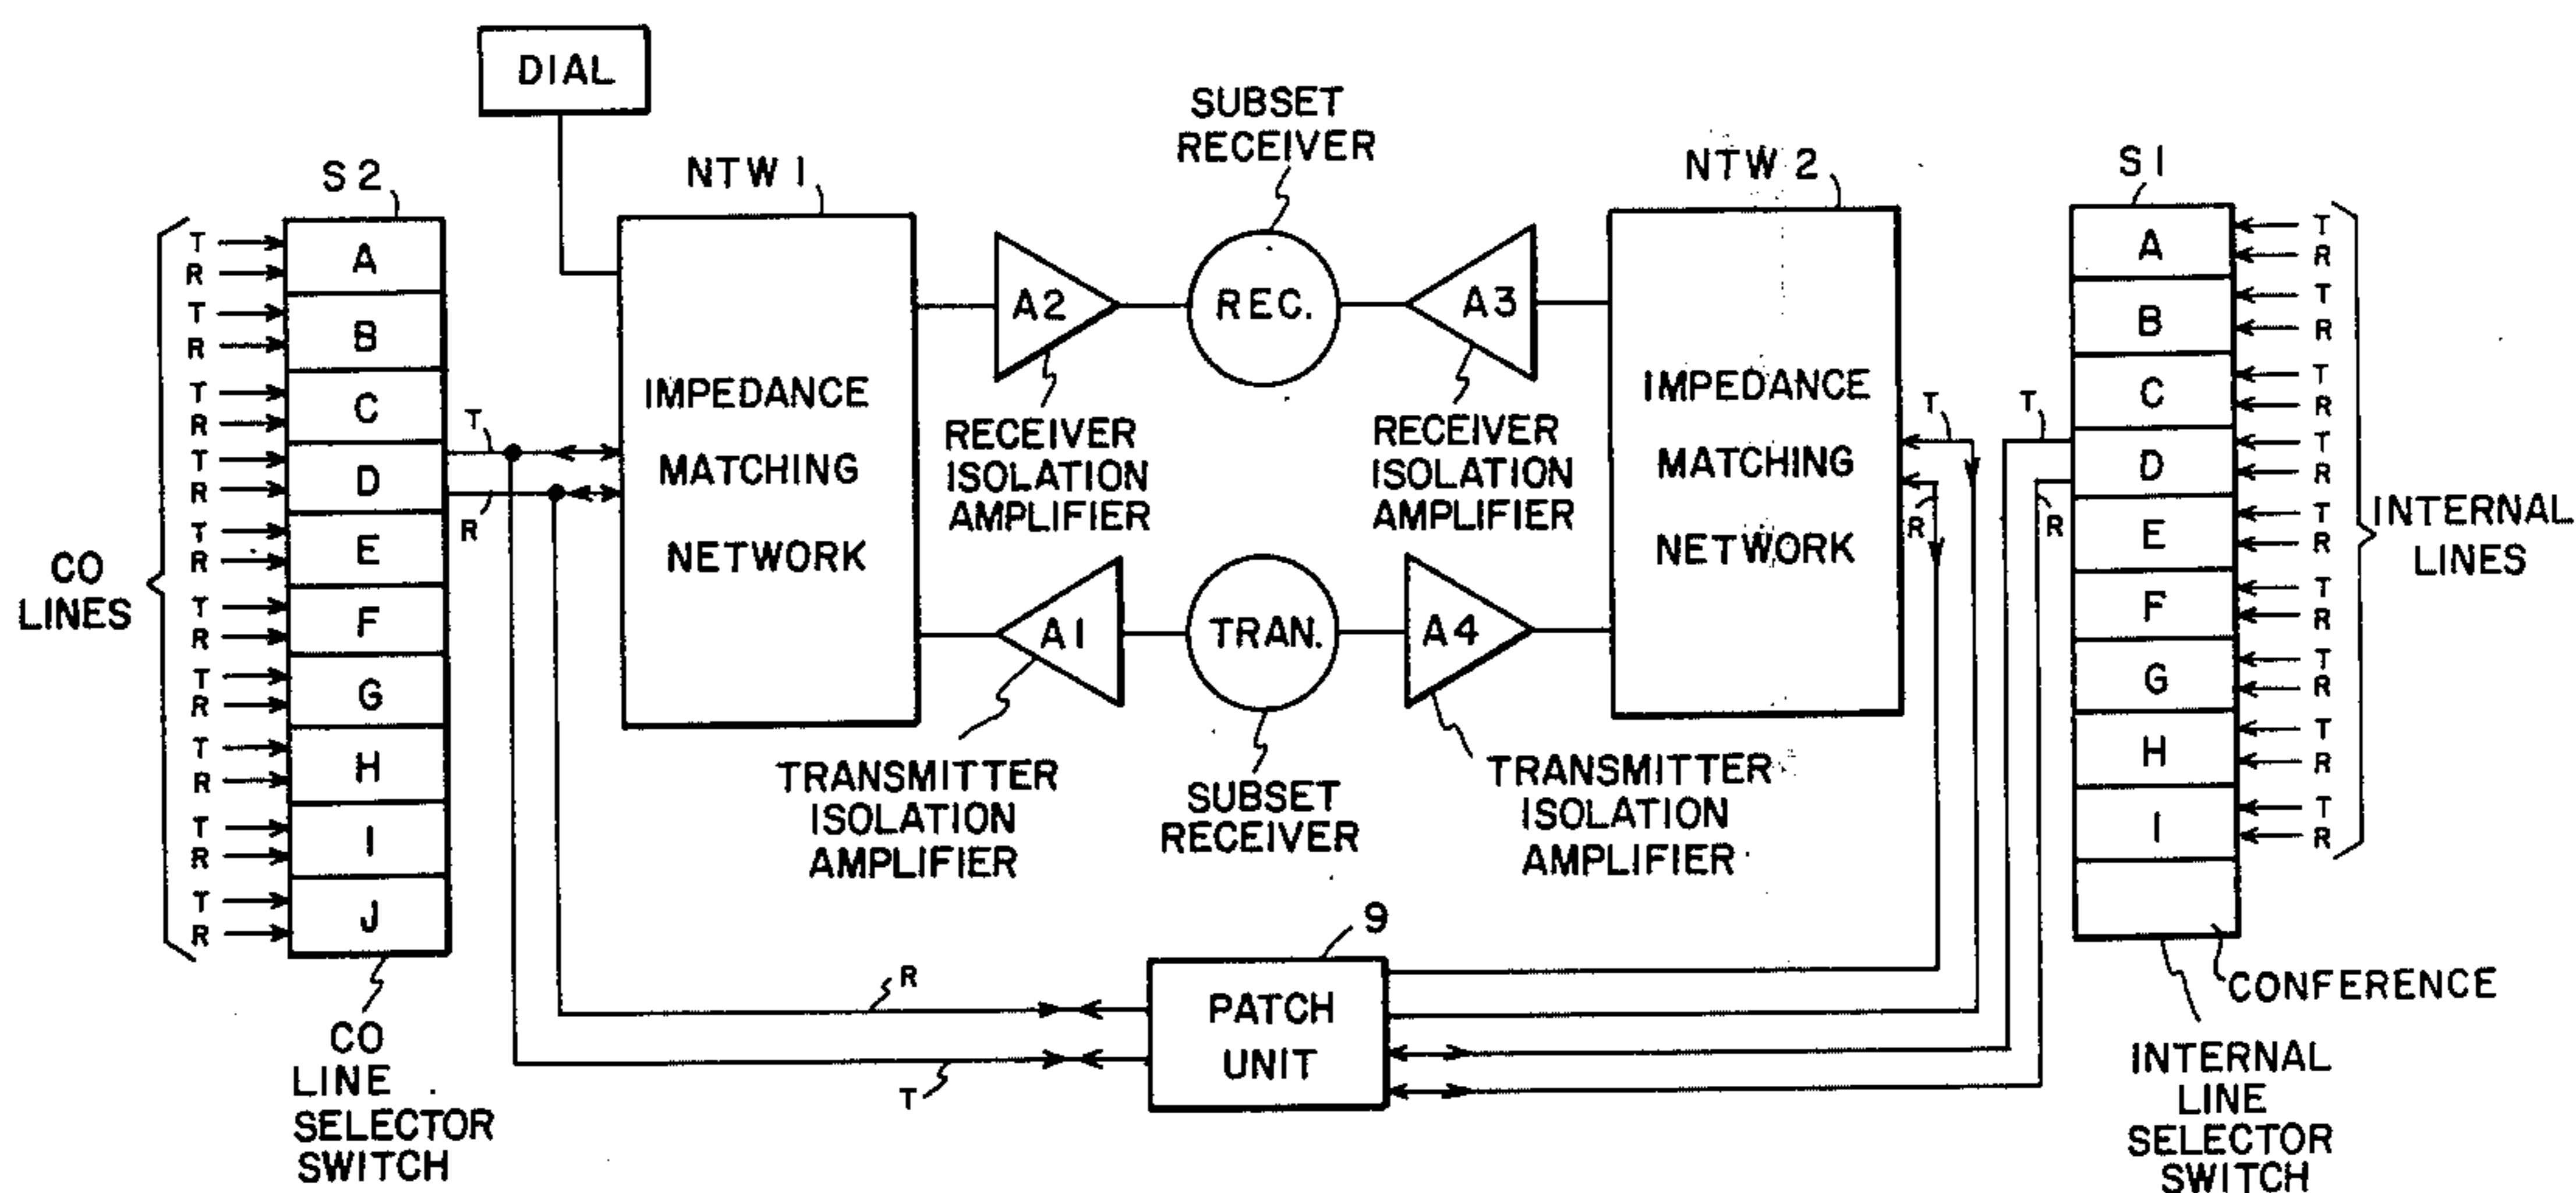 DIAL
SUBSET
RECEIVER
S2
NTW 1
NTW 2
S1
CO
LINES
T
R
T
R
T
R
T
R
T
R
T
R
T
R
T
R
T
R
T
R
A
B
C
D
E
F
G
H
I
J
T
R
IMPEDANCE
MATCHING
NETWORK
A2
REC.
A3
RECEIVER
ISOLATION
AMPLIFIER
RECEIVER
ISOLATION
AMPLIFIER
A1
TRAN.
A4
TRANSMITTER
ISOLATION
AMPLIFIER
SUBSET
RECEIVER
TRANSMITTER
ISOLATION
AMPLIFIER
IMPEDANCE
MATCHING
NETWORK
T
R
T
R
A
B
C
D
E
F
G
H
I
T
R
T
R
T
R
T
R
T
R
T
R
T
R
T
R
T
R
INTERNAL
LINES
CONFERENCE
INTERNAL
LINE
SELECTOR
SWITCH
9
PATCH
UNIT
R
T
CO
LINE
SELECTOR
SWITCH